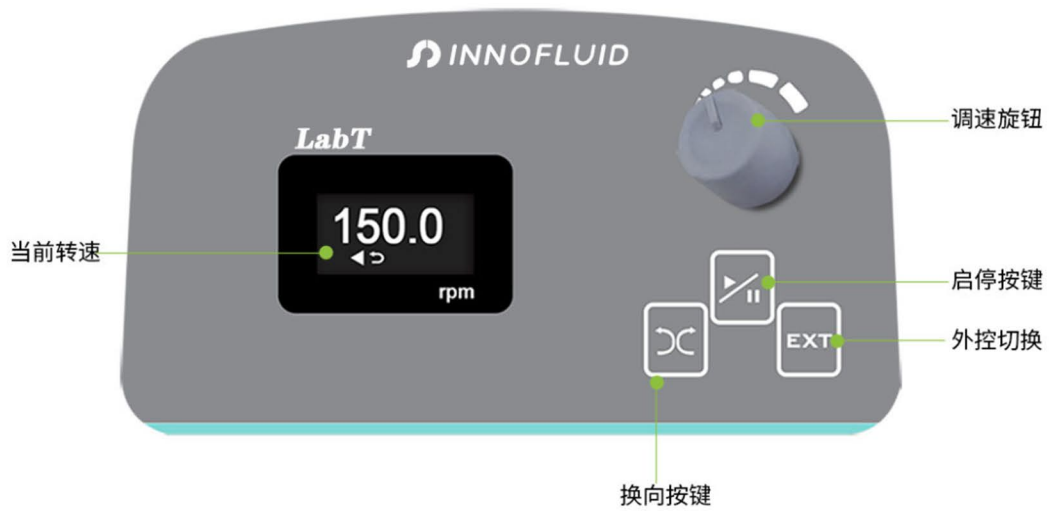 INNOFLUID
调速旋钮
LabT
150.0
当前转速
rpm
启停按键
EXT
外控切换
换向按键